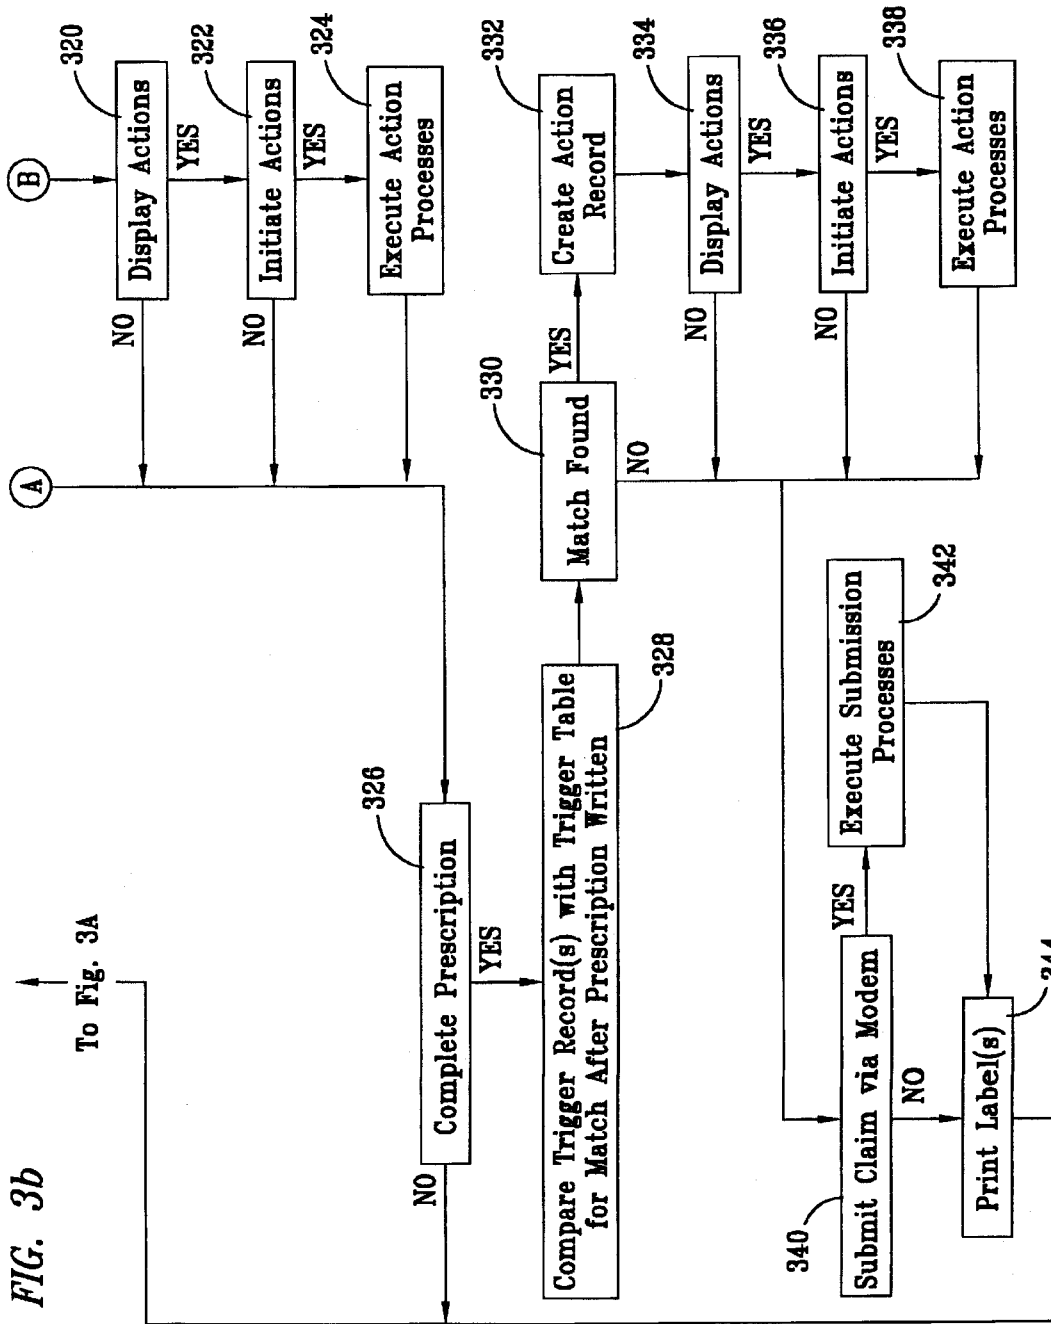 FIG. 3b
To Fig. 3A
A
B
320
Display Actions
YES
NO
322
Initiate Actions
YES
NO
324
Execute Action
Processes
326
Complete Prescription
NO
YES
328
Compare Trigger Record(s) with Trigger Table
for Match After Prescription Written
330
Match Found
YES
NO
332
Create Action
Record
334
Display Actions
YES
NO
336
Initiate Actions
YES
NO
338
Execute Action
Processes
340
Submit Claim via Modem
YES
NO
342
Execute Submission
Processes
344
Print Label(s)